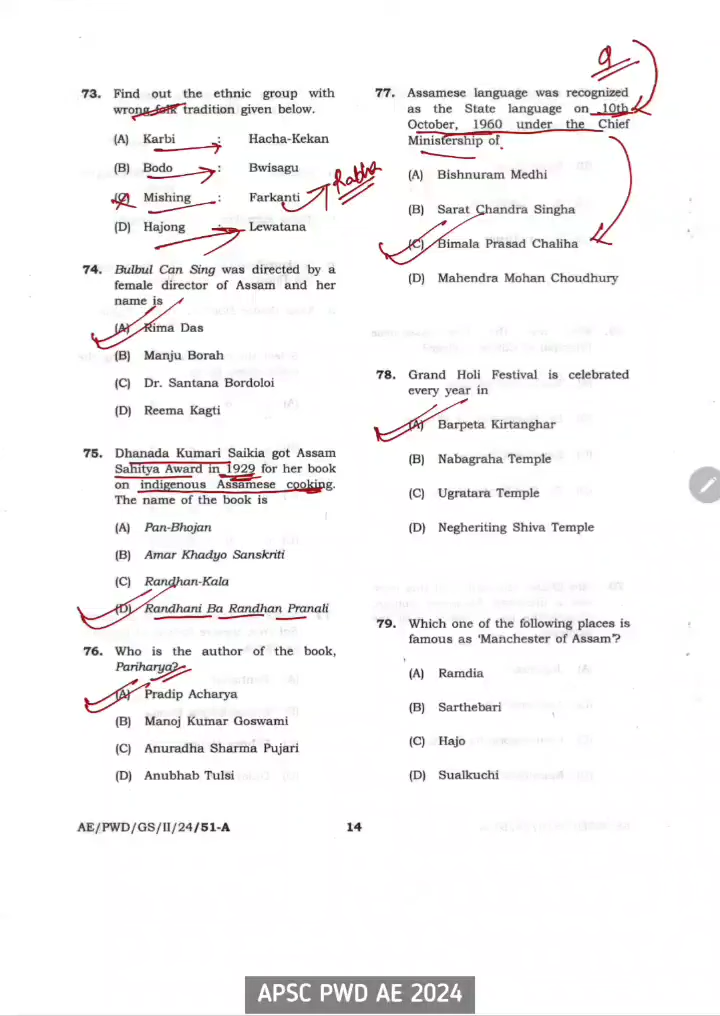 73. Find out the ethnic group with
wrong folk tradition given below.
(A) Karbi : Hacha-Kekan
(B) Bodo : Bwisagu
(C) Mishing : Farkanti
Rabha
(D) Hajong : Lewatana
74. Bulbul Can Sing was directed by a
female director of Assam and her
name is
(A) Rima Das
(B) Manju Borah
(C) Dr. Santana Bordoloi
(D) Reema Kagti
75. Dhanada Kumari Saikia got Assam
Sahitya Award in 1929 for her book
on indigenous Assamese cooking.
The name of the book is
(A) Pan-Bhojan
(B) Amar Khadyo Sanskriti
(C) Randhan-Kala
(D) Randhani Ba Randhan Pranali
76. Who is the author of the book,
Pariharya?
(A) Pradip Acharya
(B) Manoj Kumar Goswami
(C) Anuradha Sharma Pujari
(D) Anubhab Tulsi
9
77. Assamese language was recognized
as the State language on 10th
October, 1960 under the Chief
Ministership of
(A) Bishnuram Medhi
(B) Sarat Chandra Singha
(C) Bimala Prasad Chaliha
(D) Mahendra Mohan Choudhury
78. Grand Holi Festival is celebrated
every year in
(A) Barpeta Kirtanghar
(B) Nabagraha Temple
(C) Ugratara Temple
(D) Negheriting Shiva Temple
79. Which one of the following places is
famous as 'Manchester of Assam'?
(A) Ramdia
(B) Sarthebari
(C) Hajo
(D) Sualkuchi
AE/PWD/GS/II/24/51-A
14
APSC PWD AE 2024